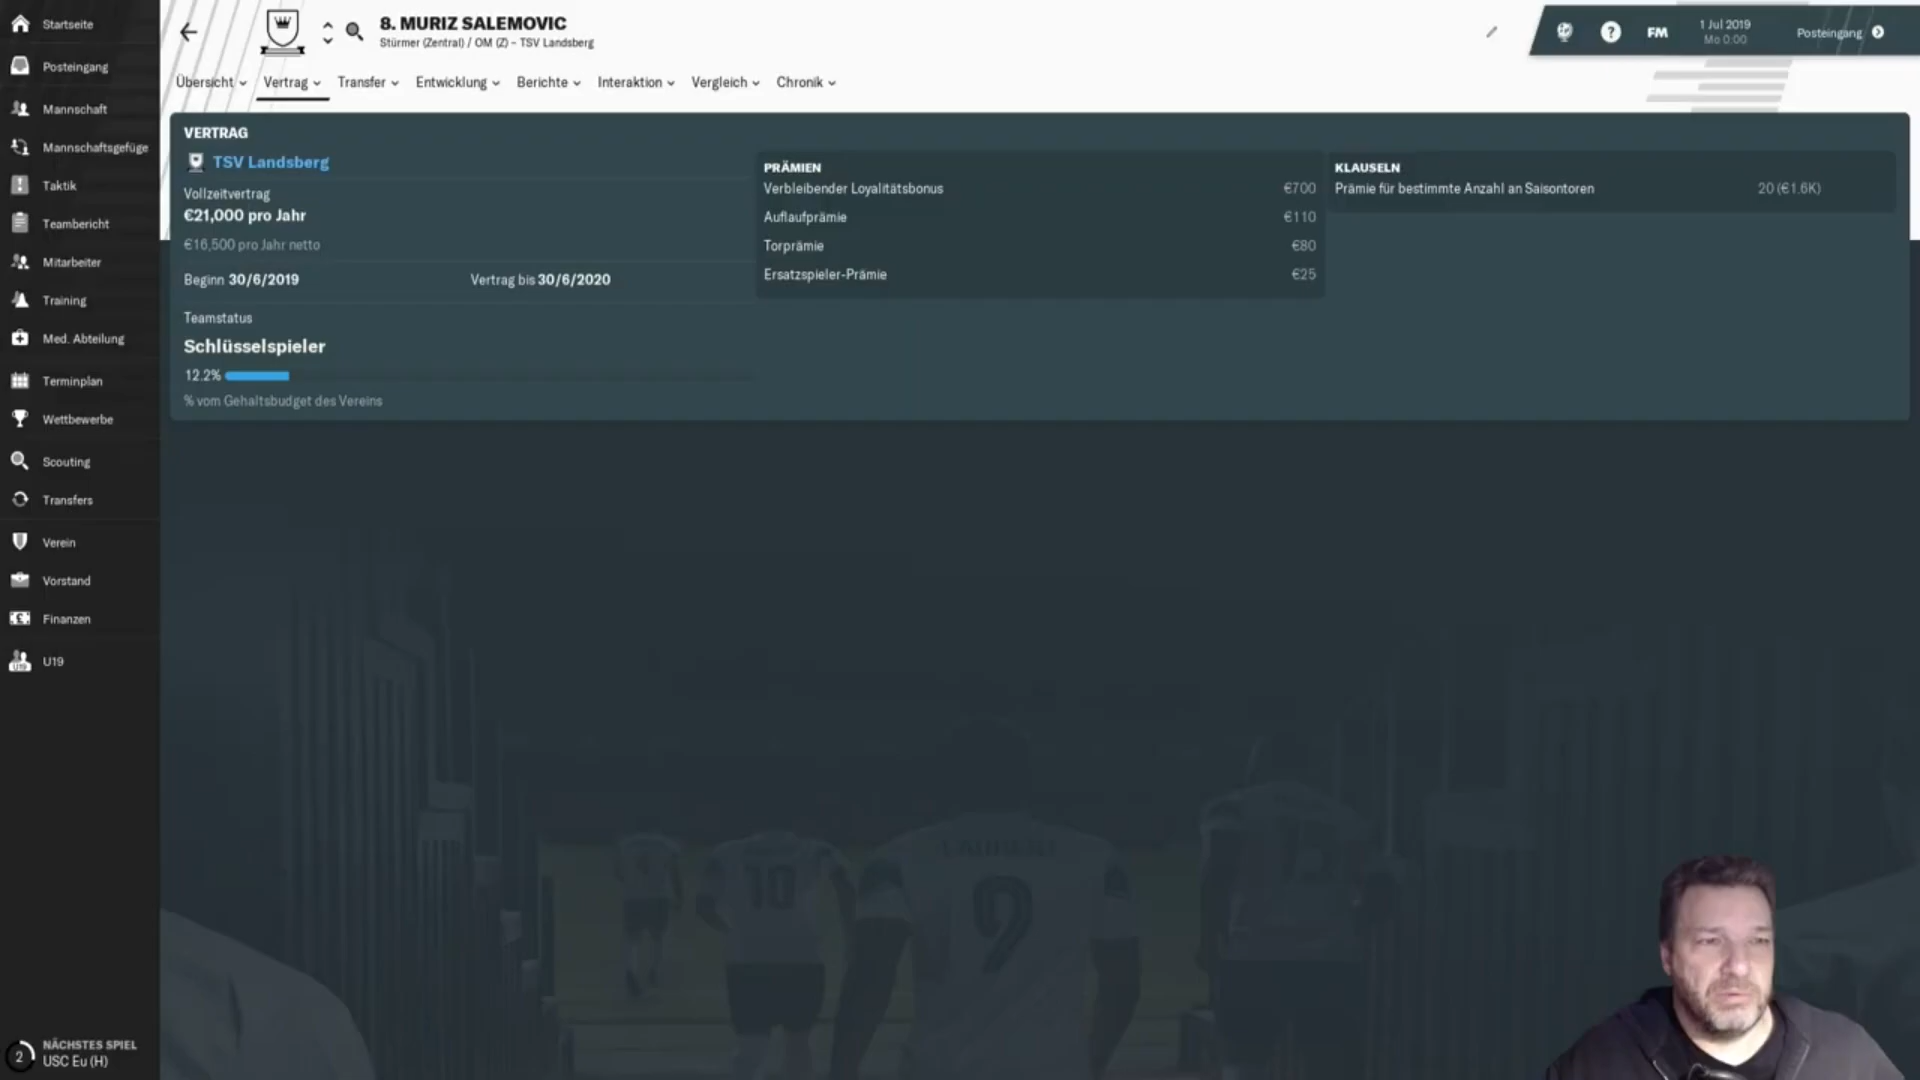 Startseite
Posteingang
Mannschaft
Mannschaftsgefüge
Taktik
Teambericht
Mitarbeiter
Training
Med. Abteilung
Terminplan
Wettbewerbe
Scouting
Transfers
Verein
Vorstand
Finanzen
U19
U19
2
NÄCHSTES SPIEL
USC Eu (H)
8. MURIZ SALEMOVIC
Stürmer (Zentral) / OM (Z) - TSV Landsberg
? FM
1 Jul 2019
Mo 0:00
Posteingang
Übersicht Vertrag Transfer Entwicklung Berichte Interaktion Vergleich Chronik
VERTRAG
TSV Landsberg
Vollzeitvertrag
€21,000 pro Jahr
€16,500 pro Jahr netto
Beginn 30/6/2019 Vertrag bis 30/6/2020
Teamstatus
Schlüsselspieler
12.2%
% vom Gehaltsbudget des Vereins
PRÄMIEN
Verbleibender Loyalitätsbonus €700
Auflaufprämie €110
Torprämie €80
Ersatzspieler-Prämie €25
KLAUSELN
Prämie für bestimmte Anzahl an Saisontoren 20 (€1.6K)
10
9
13